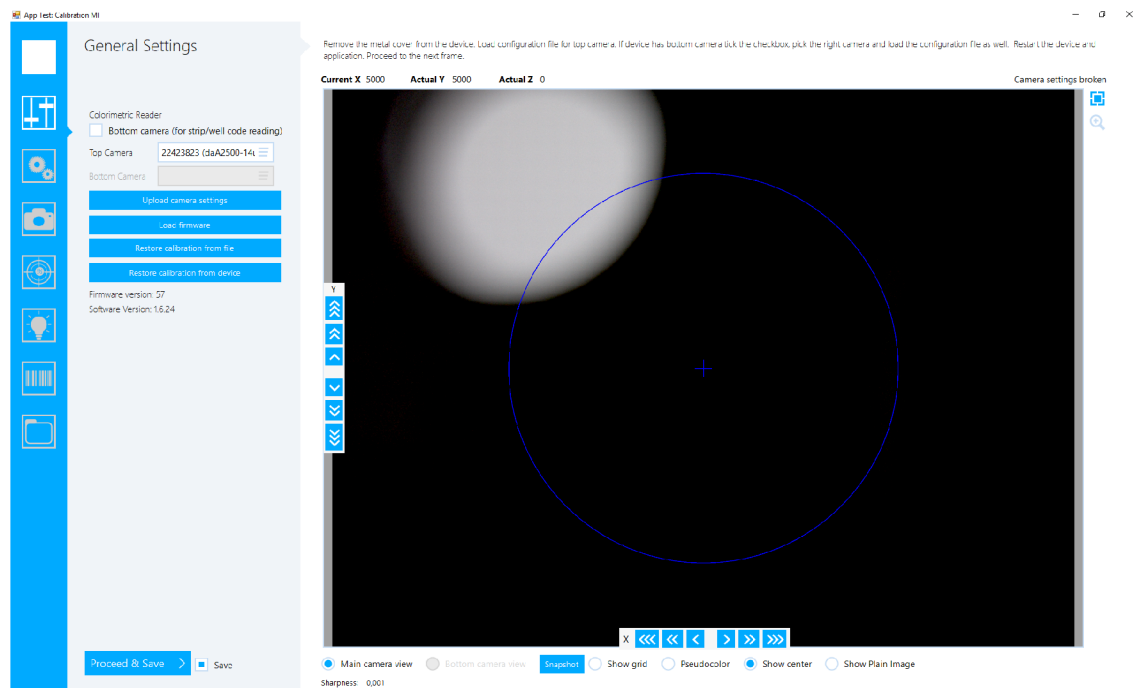 App Test: Calibration MI
General Settings
Remove the metal cover from the device. Load configuration file for top camera. If device has bottom camera tick the checkbox, pick the right camera and load the configuration file as well. Restart the device and
application. Proceed to the next frame.
Current X 5000 Actual Y 5000 Actual Z 0 Camera settings broken
Colorimetric Reader
Bottom camera (for strip/well code reading)
Top Camera 22423823 (daA2500-14u
Bottom Camera
Upload camera settings
Load firmware
Restore calibration from file
Restore calibration from device
Firmware version: 57
Software Version: 1.6.24
Y
X
Proceed & Save Save
Main camera view Bottom camera view Snapshot Show grid Pseudocolor Show center Show Plain Image
Sharpness: 0,001